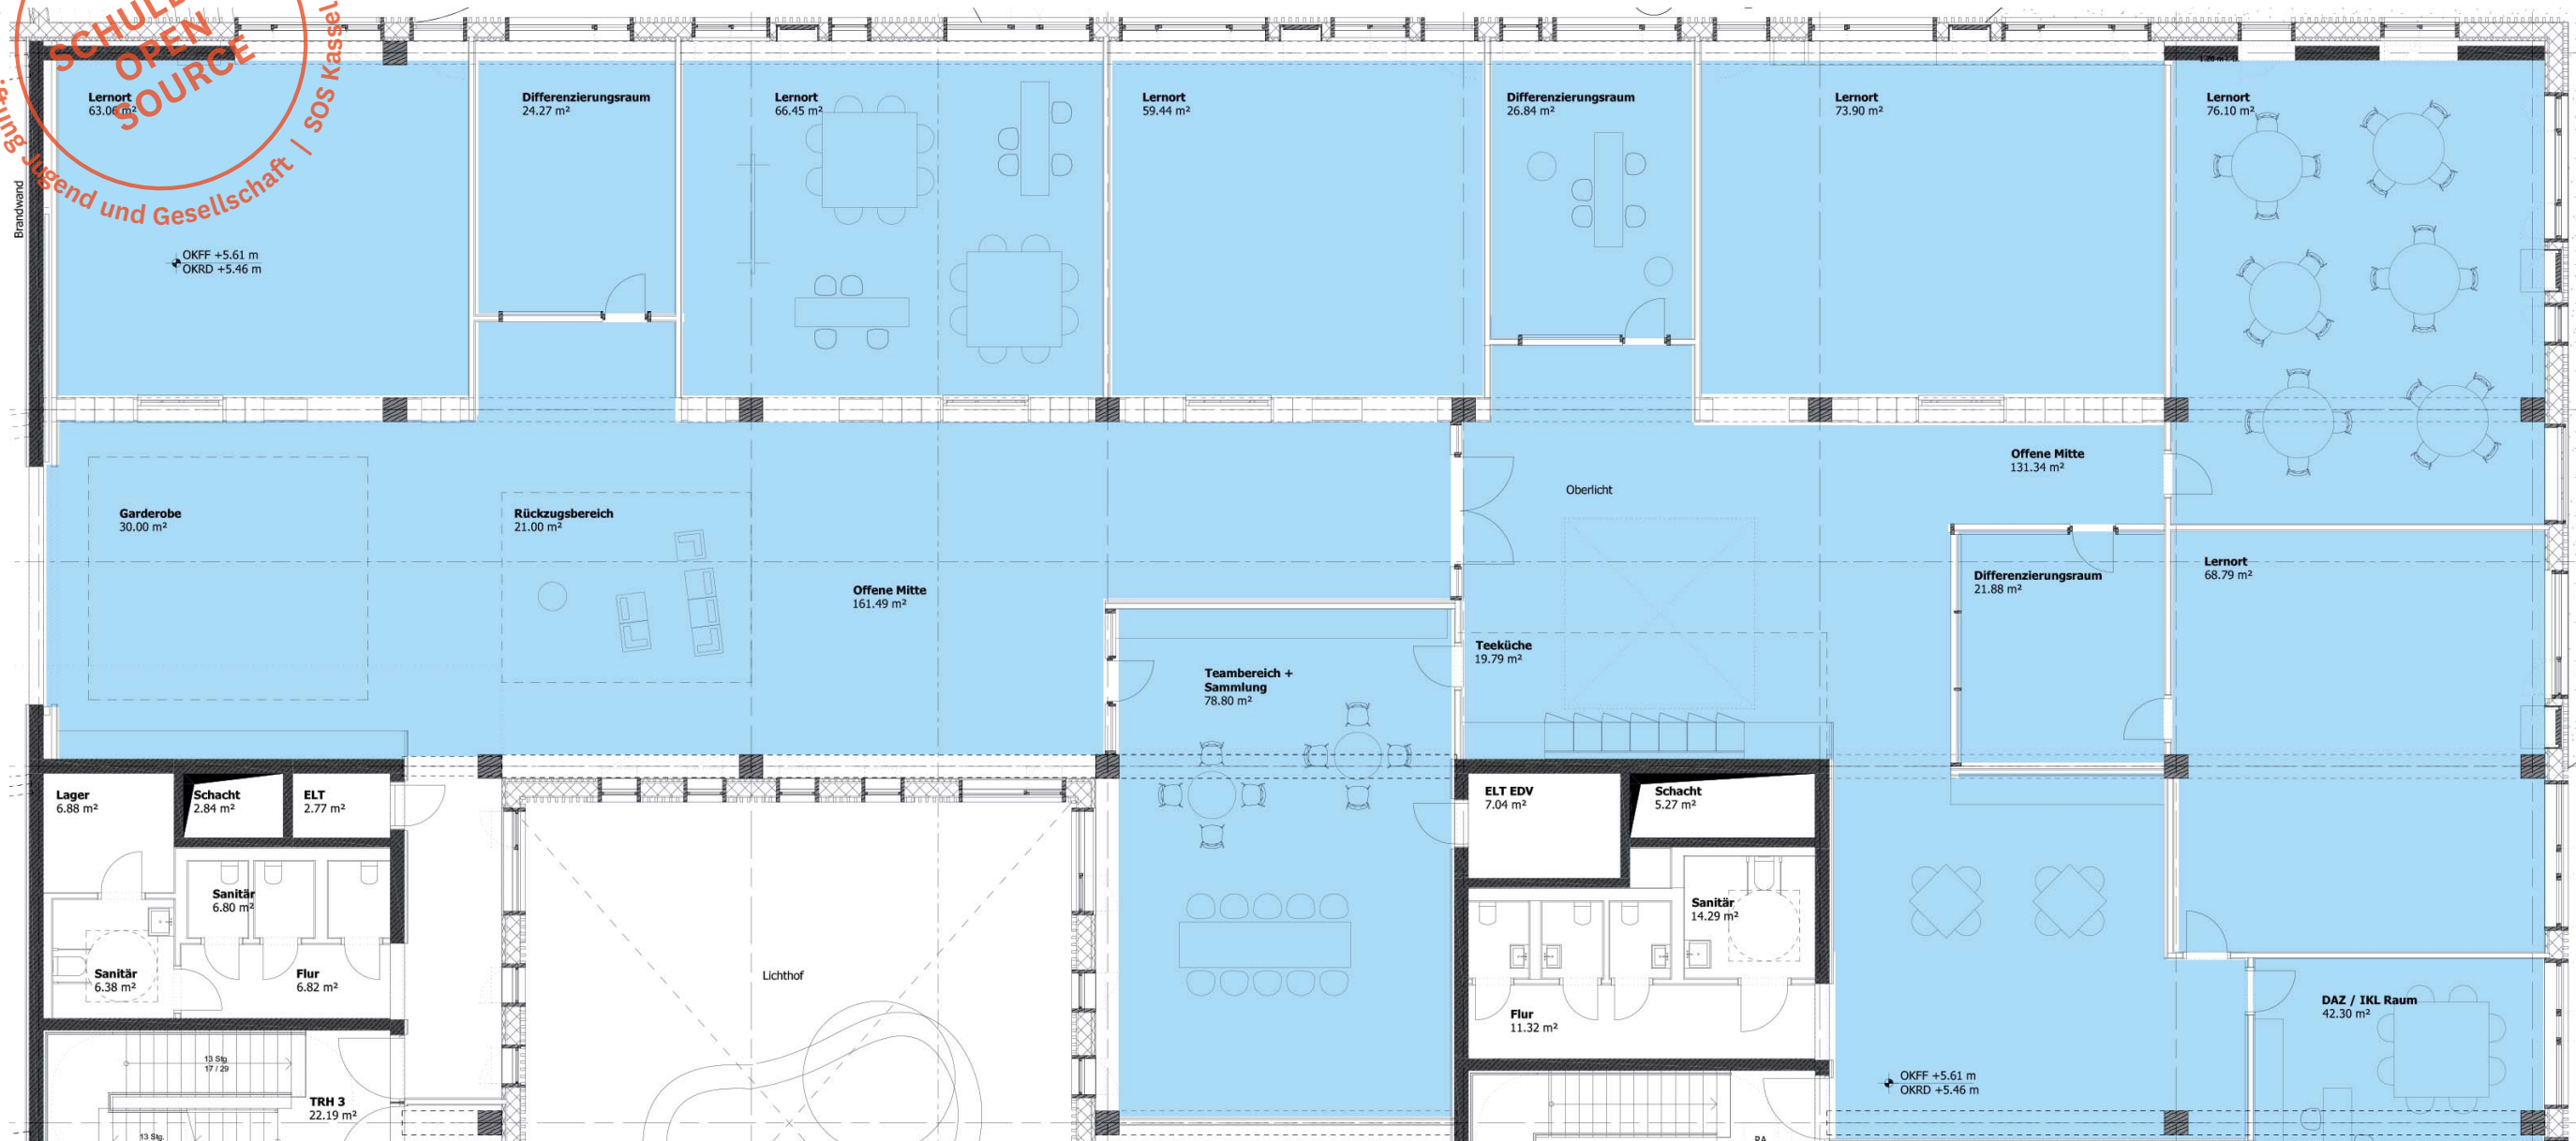 SCHULE
OPEN
SOURCE
Jugend und Gesellschaft | SOS Kassel
Brandwand
Lernort
63.06 m²
OKFF +5.61 m
OKRD +5.46 m
Differenzierungsraum
24.27 m²
Lernort
66.45 m²
Lernort
59.44 m²
Differenzierungsraum
26.84 m²
Lernort
73.90 m²
Lernort
76.10 m²
Garderobe
30.00 m²
Rückzugsbereich
21.00 m²
Offene Mitte
161.49 m²
Oberlicht
Offene Mitte
131.34 m²
Teeküche
19.79 m²
Differenzierungsraum
21.88 m²
Lernort
68.79 m²
Teambereich +
Sammlung
78.80 m²
Lager
6.88 m²
Schacht
2.84 m²
ELT
2.77 m²
Sanitär
6.80 m²
Sanitär
6.38 m²
Flur
6.82 m²
13 Stg.
17 / 29
TRH 3
22.19 m²
13 Stg.
Lichthof
ELT EDV
7.04 m²
Schacht
5.27 m²
Sanitär
14.29 m²
Flur
11.32 m²
RA
OKFF +5.61 m
OKRD +5.46 m
DAZ / IKL Raum
42.30 m²